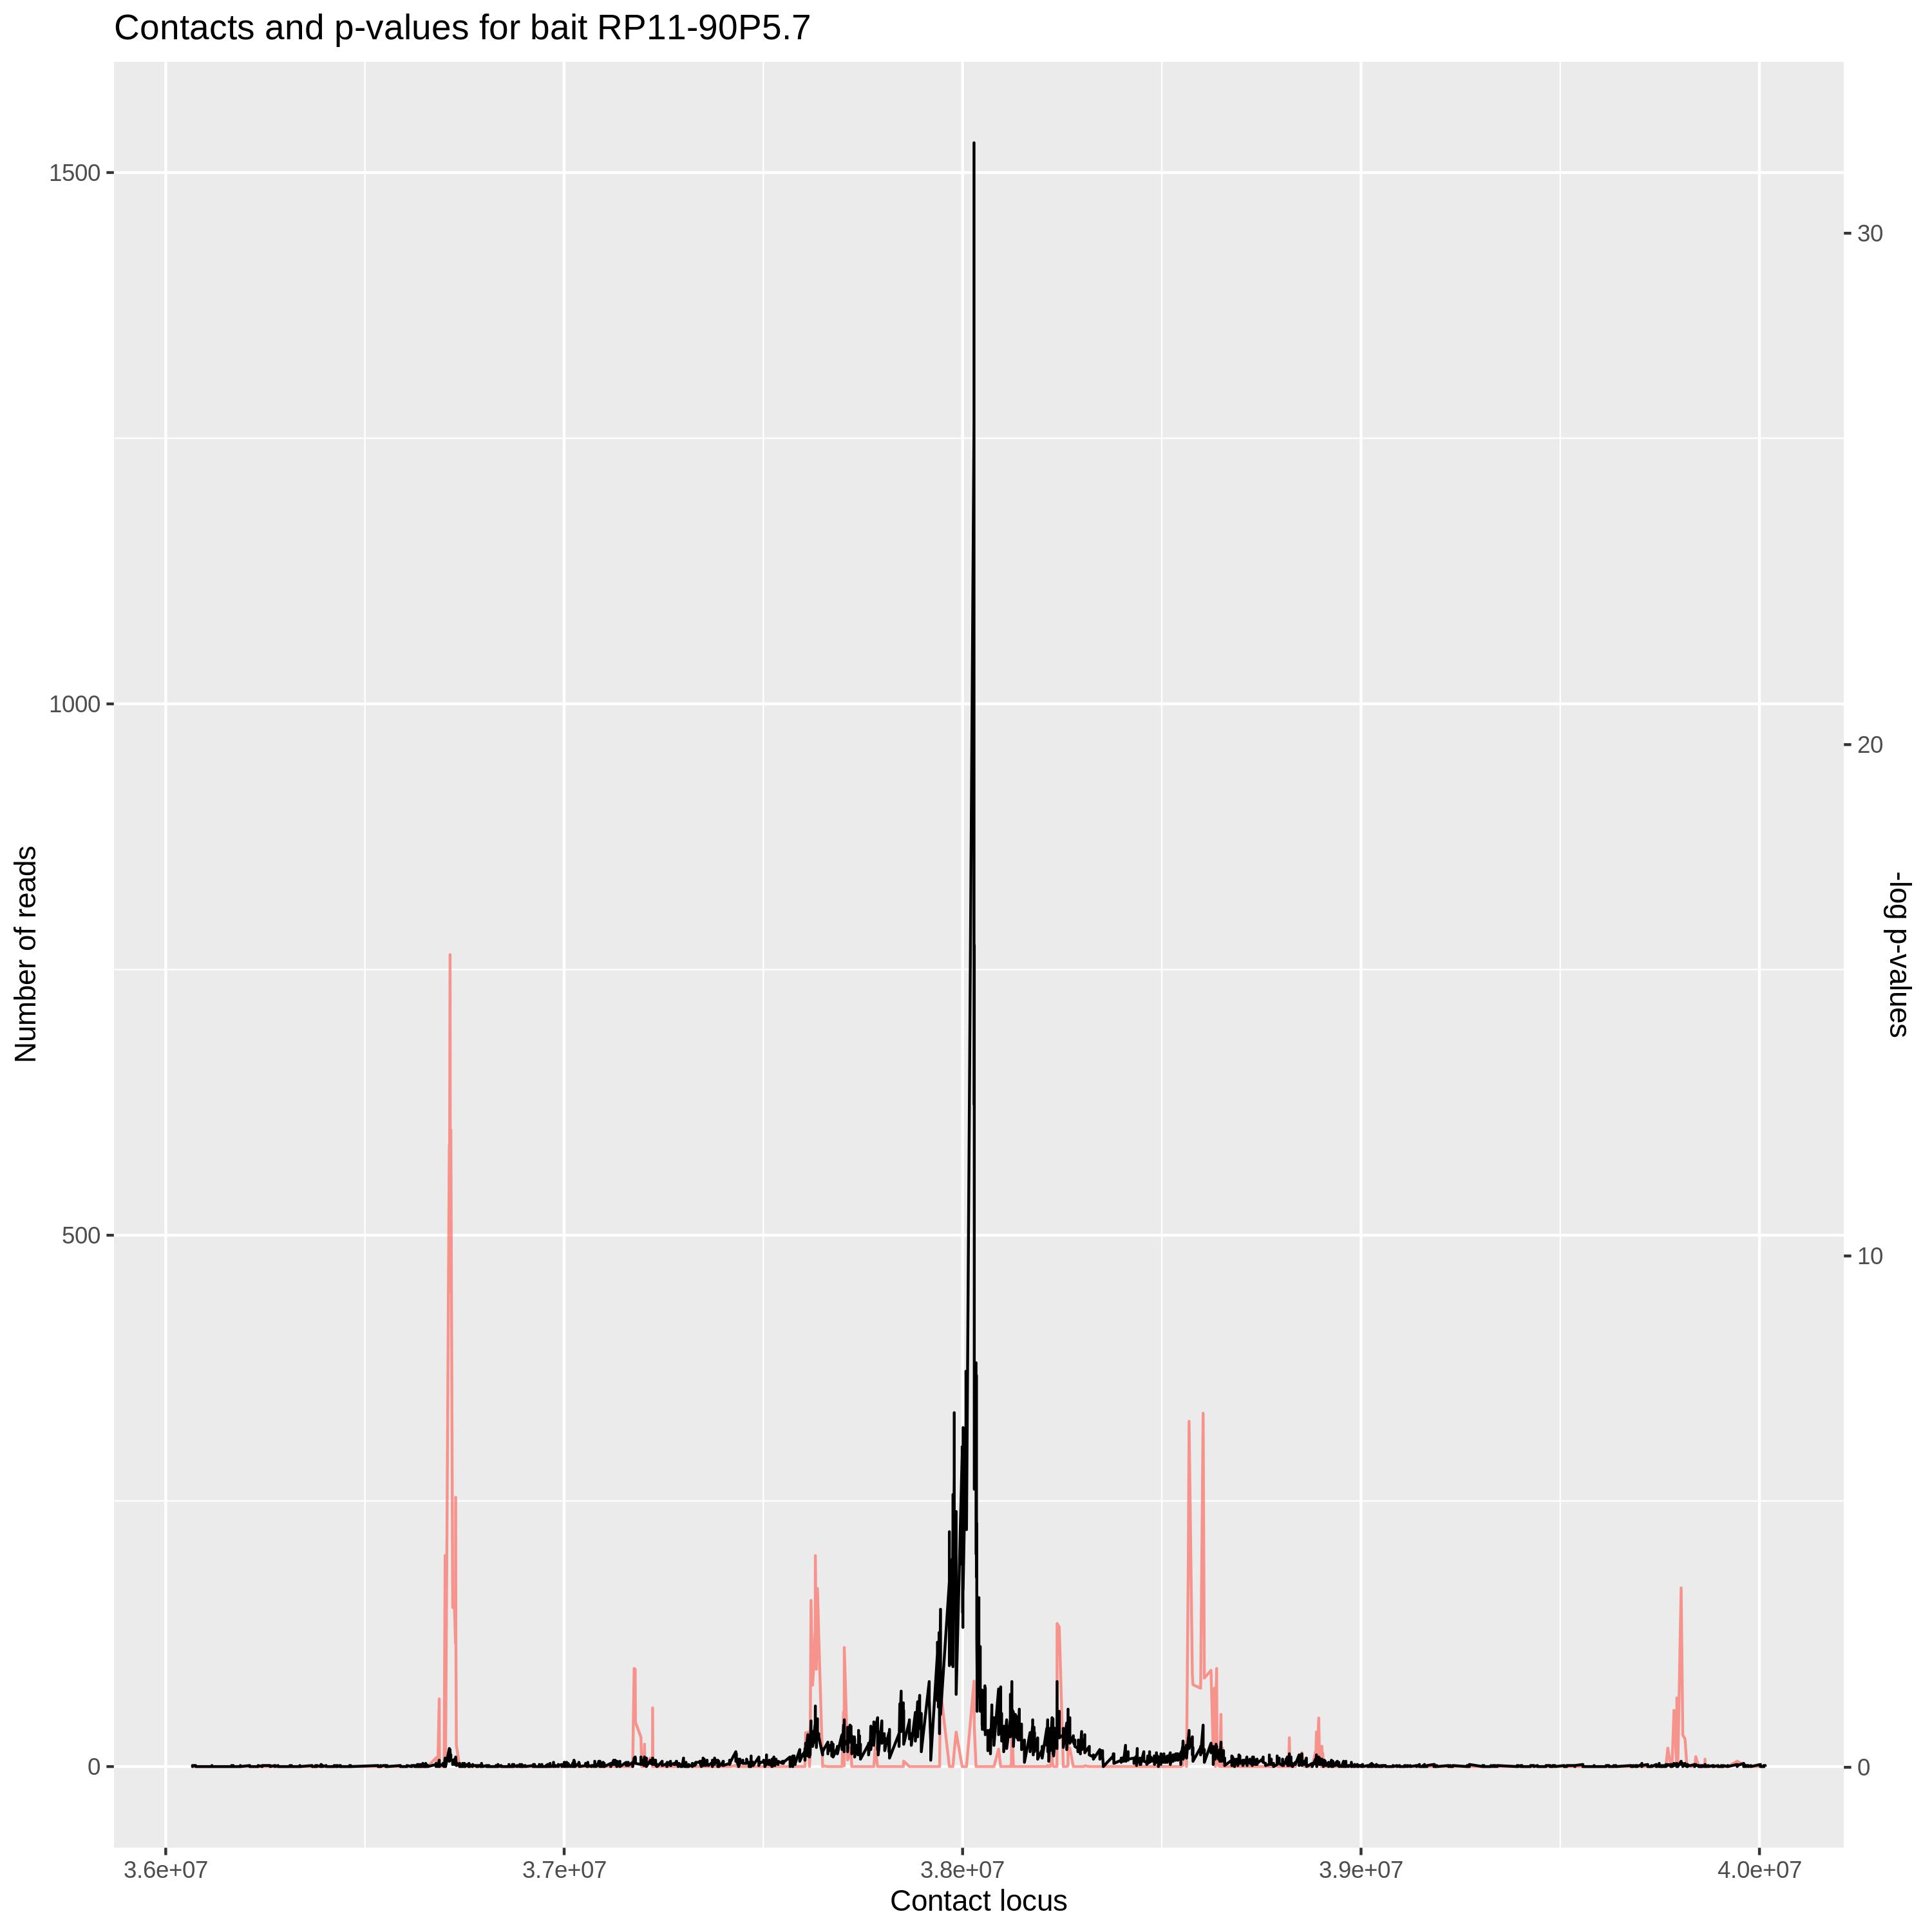 Contacts and p-values for bait RP11-90P5.7
Number of reads
1500
1000
500
0
30
20
10
0
-log p-values
3.6e+07
3.7e+07
3.8e+07
3.9e+07
4.0e+07
Contact locus